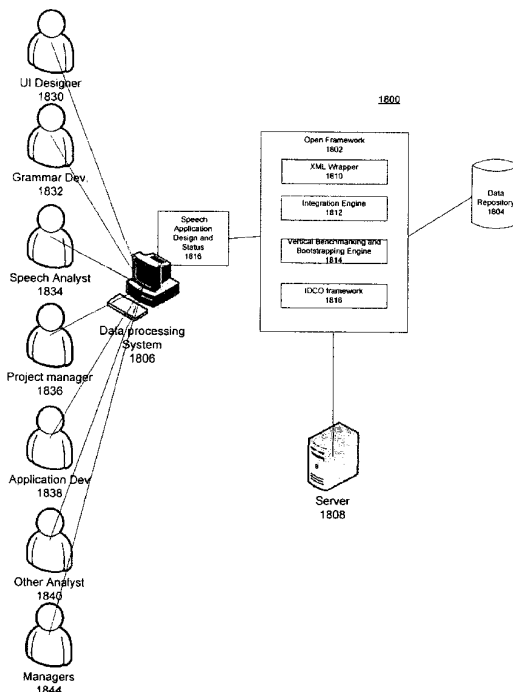 UI Designer
1830
Grammar Dev.
1832
Speech Analyst
1834
Project manager
1836
Application Dev
1838
Other Analyst
1840
Managers
1844
Data processing
System
1806
Speech
Application
Design and
Status
1816
1800
Open Framework
1802
XML Wrapper
1810
Integration Engine
1812
Vertical Benchmarking and
Bootstrapping Engine
1814
IDCO framework
1816
Data
Repository
1804
Server
1808